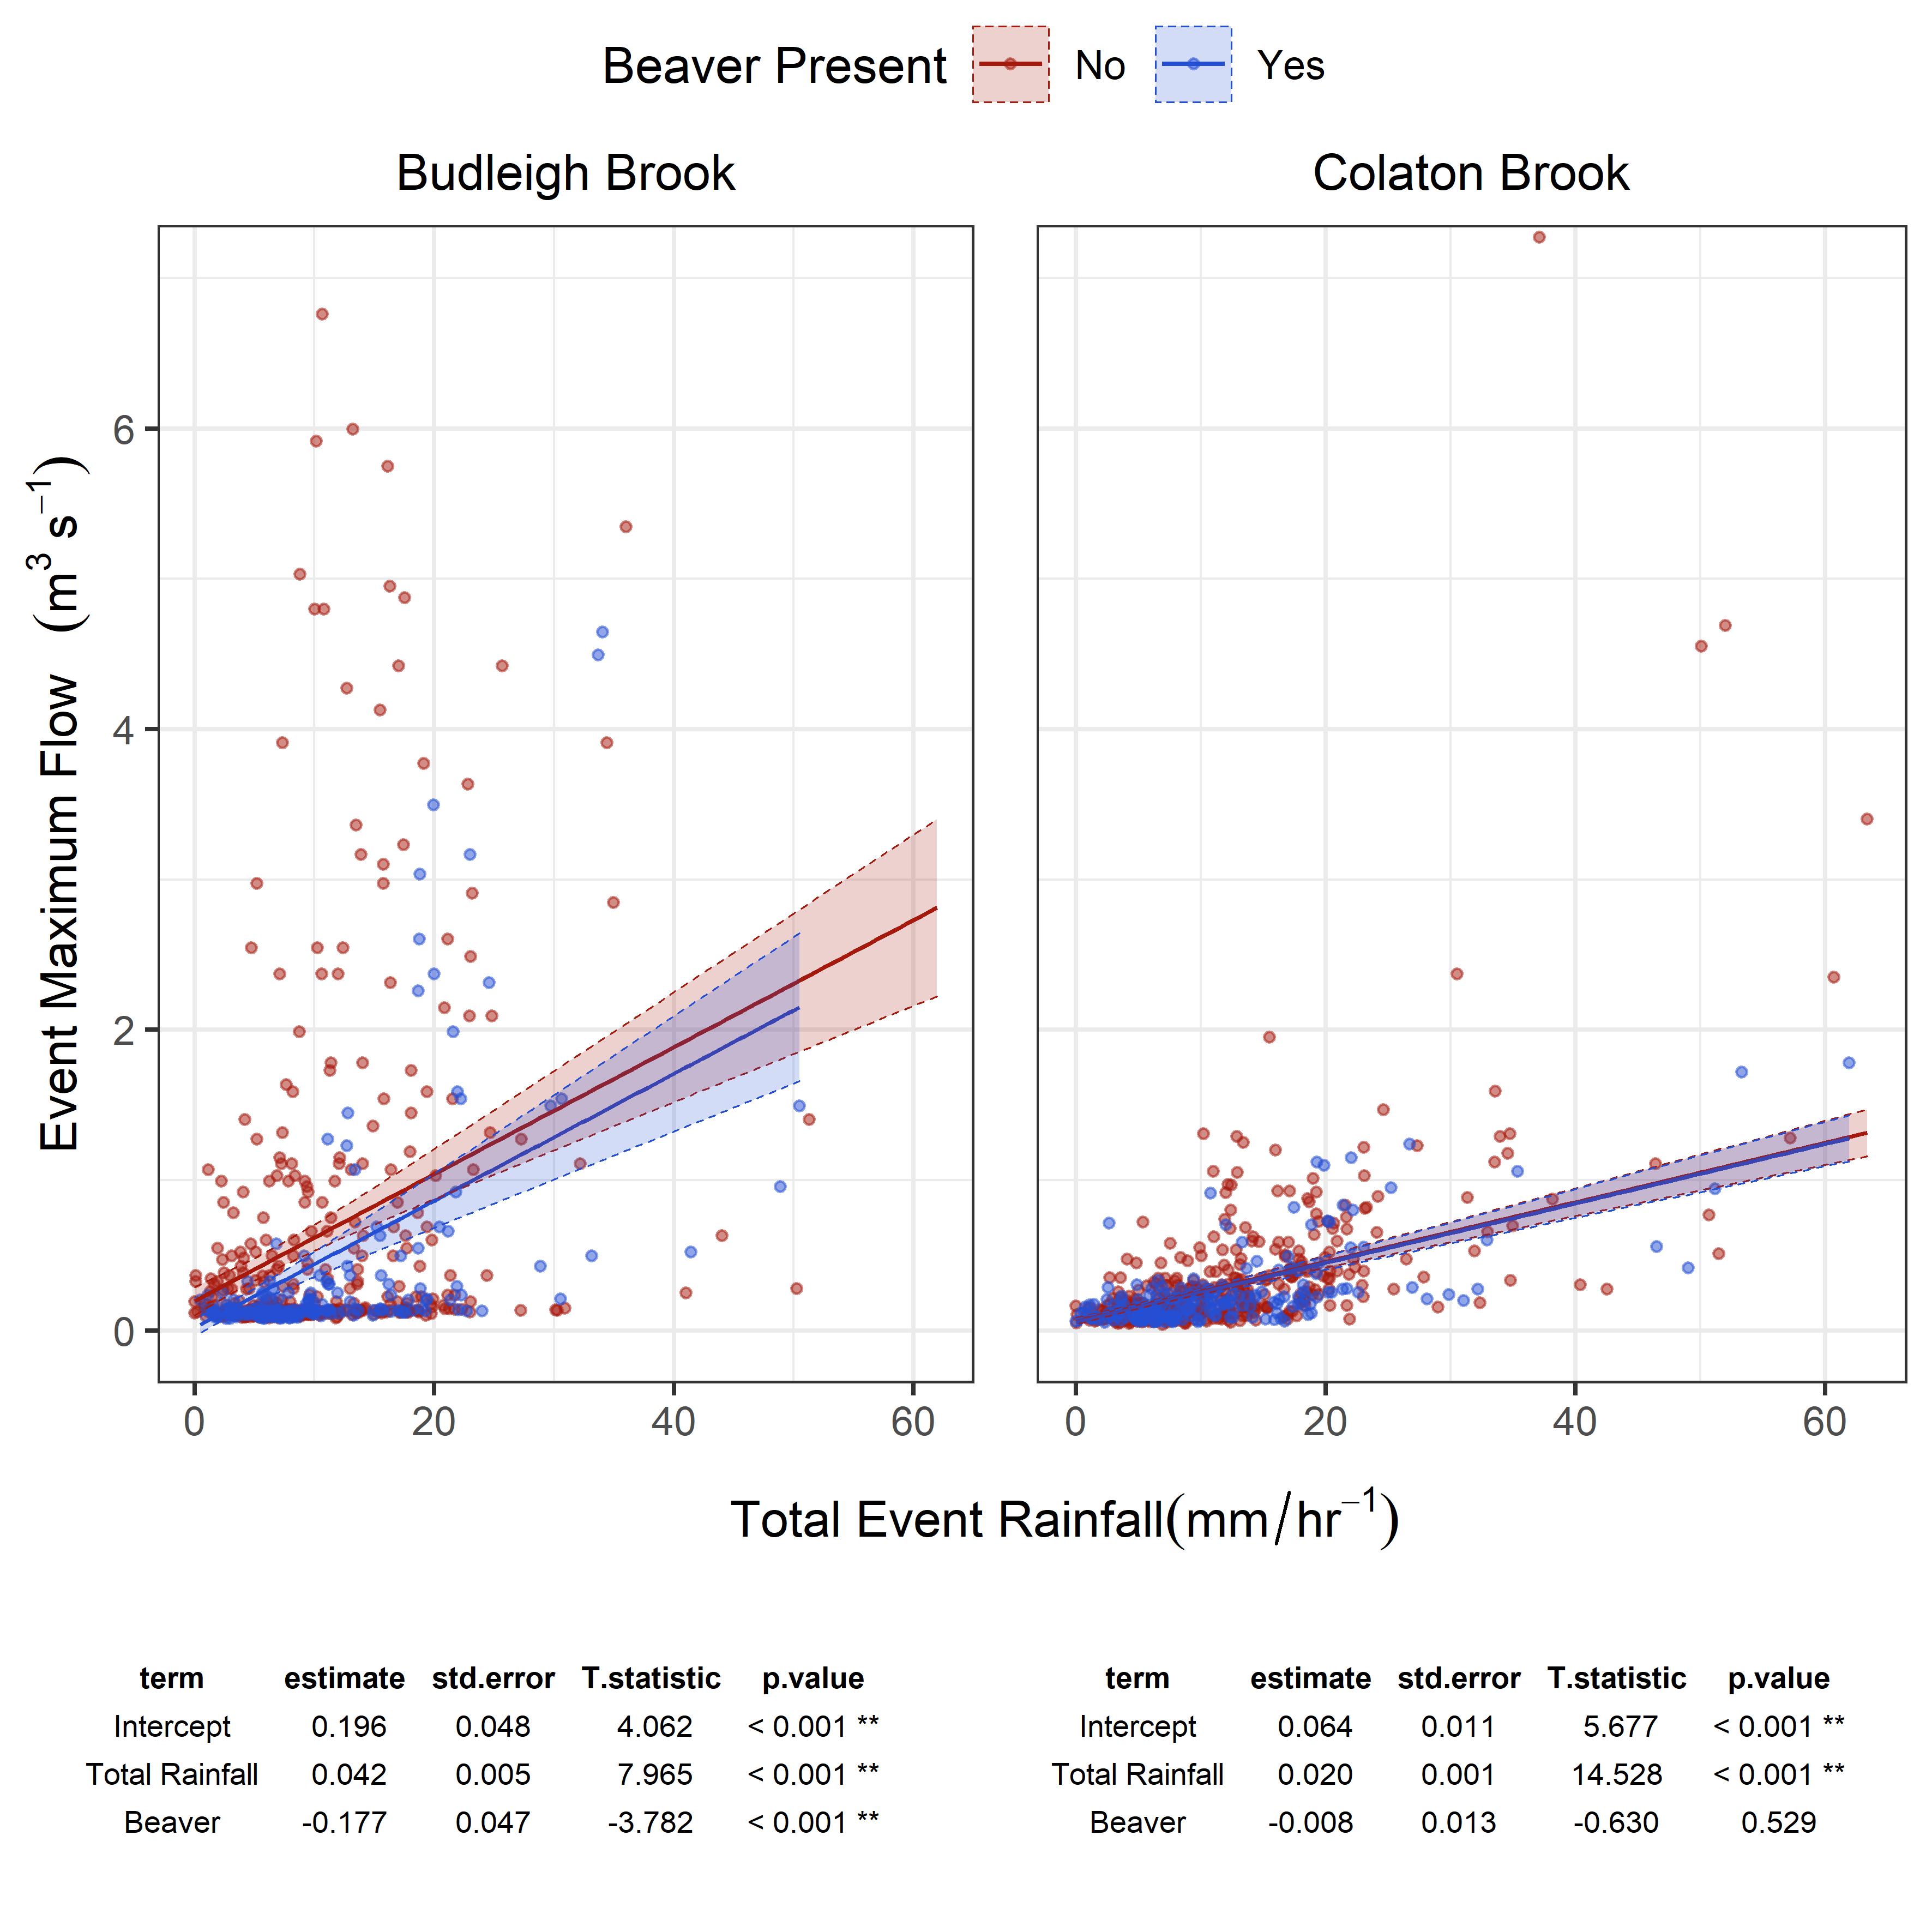 Beaver Present No Yes
Budleigh Brook Colaton Brook
Event Maximum Flow (m³ s⁻¹)
6
4
2
0
0 20 40 60 0 20 40 60
Total Event Rainfall(mm/hr⁻¹)
term estimate std.error T.statistic p.value
Intercept 0.196 0.048 4.062 < 0.001 **
Total Rainfall 0.042 0.005 7.965 < 0.001 **
Beaver -0.177 0.047 -3.782 < 0.001 **
term estimate std.error T.statistic p.value
Intercept 0.064 0.011 5.677 < 0.001 **
Total Rainfall 0.020 0.001 14.528 < 0.001 **
Beaver -0.008 0.013 -0.630 0.529